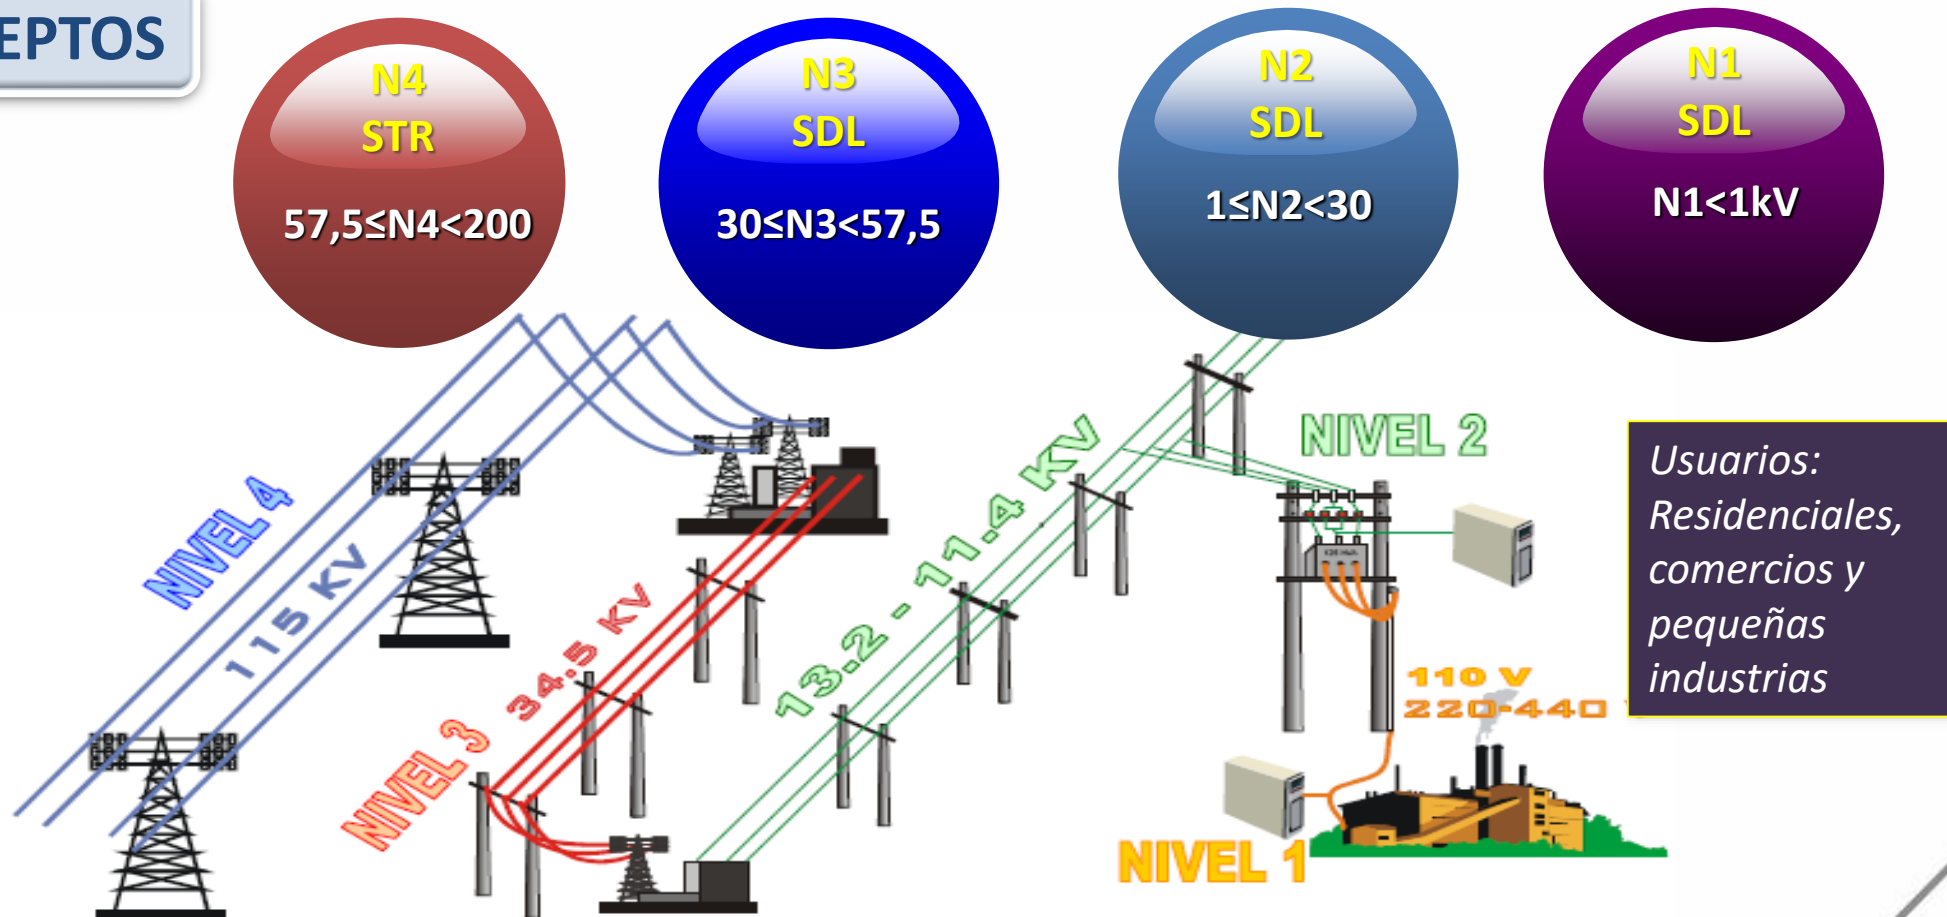 EPTOS
N4
STR
57,5≤N4<200
N3
SDL
30≤N3<57,5
N2
SDL
1≤N2<30
N1
SDL
N1<1kV
NIVEL 4
115 KV
NIVEL 3
34.5 KV
13.2 - 11.4 KV
NIVEL 2
110 V
220-440
NIVEL 1
Usuarios:
Residenciales,
comercios y
pequeñas
industrias